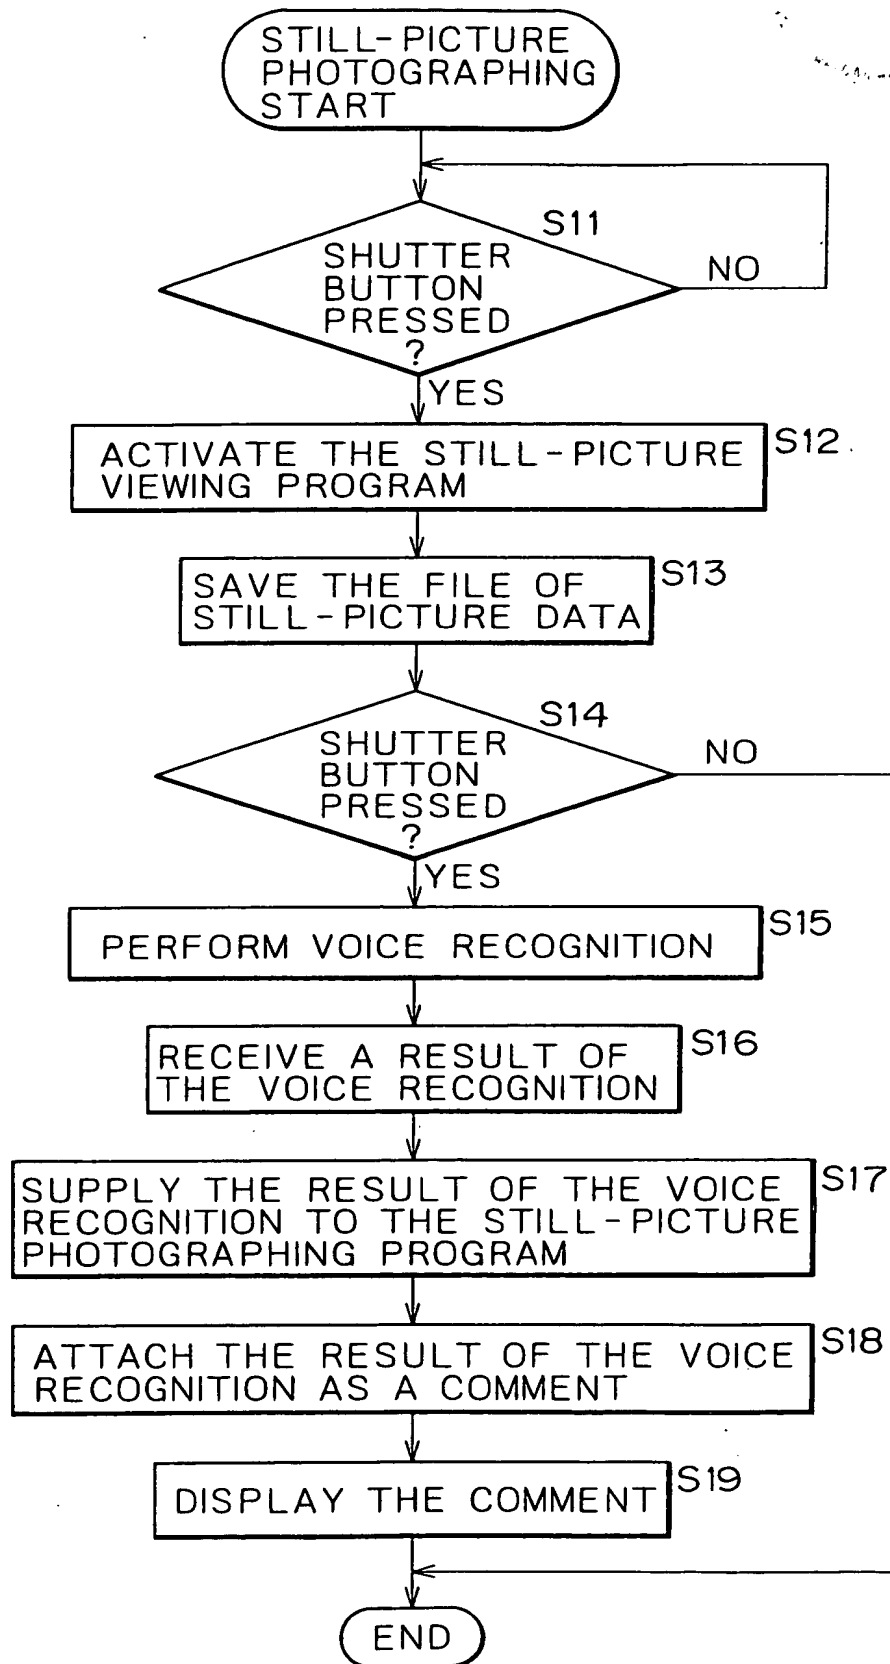 STILL-PICTURE
PHOTOGRAPHING
START
S11
SHUTTER
BUTTON
PRESSED
?
NO
YES
S12
ACTIVATE THE STILL-PICTURE
VIEWING PROGRAM
S13
SAVE THE FILE OF
STILL-PICTURE DATA
S14
SHUTTER
BUTTON
PRESSED
?
NO
YES
S15
PERFORM VOICE RECOGNITION
S16
RECEIVE A RESULT OF
THE VOICE RECOGNITION
S17
SUPPLY THE RESULT OF THE VOICE
RECOGNITION TO THE STILL-PICTURE
PHOTOGRAPHING PROGRAM
S18
ATTACH THE RESULT OF THE VOICE
RECOGNITION AS A COMMENT
S19
DISPLAY THE COMMENT
END